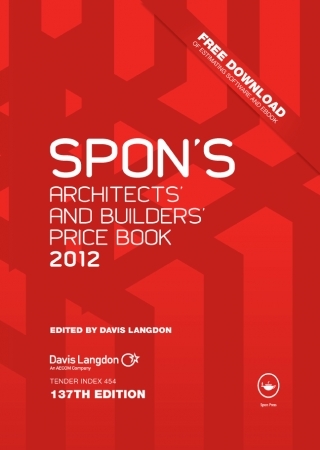 FREE DOWNLOAD
OF ESTIMATING SOFTWARE AND EBOOK
SPON'S
ARCHITECTS'
AND BUILDERS'
PRICE BOOK
2012
EDITED BY DAVIS LANGDON
Davis Langdon
An AECOM Company
TENDER INDEX 454
137TH EDITION
Spon Press